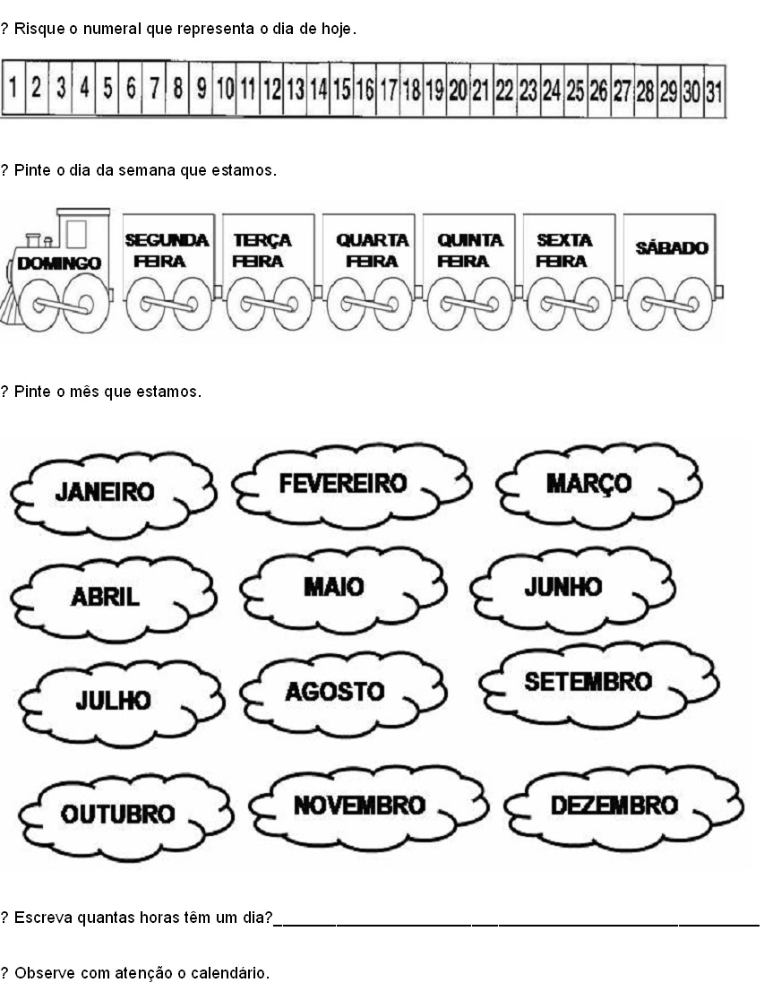 ? Risque o numeral que representa o dia de hoje.
1 2 3 4 5 6 7 8 9 10 11 12 13 14 15 16 17 18 19 20 21 22 23 24 25 26 27 28 29 30 31
? Pinte o dia da semana que estamos.
DOMINGO SEGUNDA FEIRA TERÇA FEIRA QUARTA FEIRA QUINTA FEIRA SEXTA FEIRA SÁBADO
? Pinte o mês que estamos.
JANEIRO FEVEREIRO MARÇO
ABRIL MAIO JUNHO
JULHO AGOSTO SETEMBRO
OUTUBRO NOVEMBRO DEZEMBRO
? Escreva quantas horas têm um dia?
? Observe com atenção o calendário.